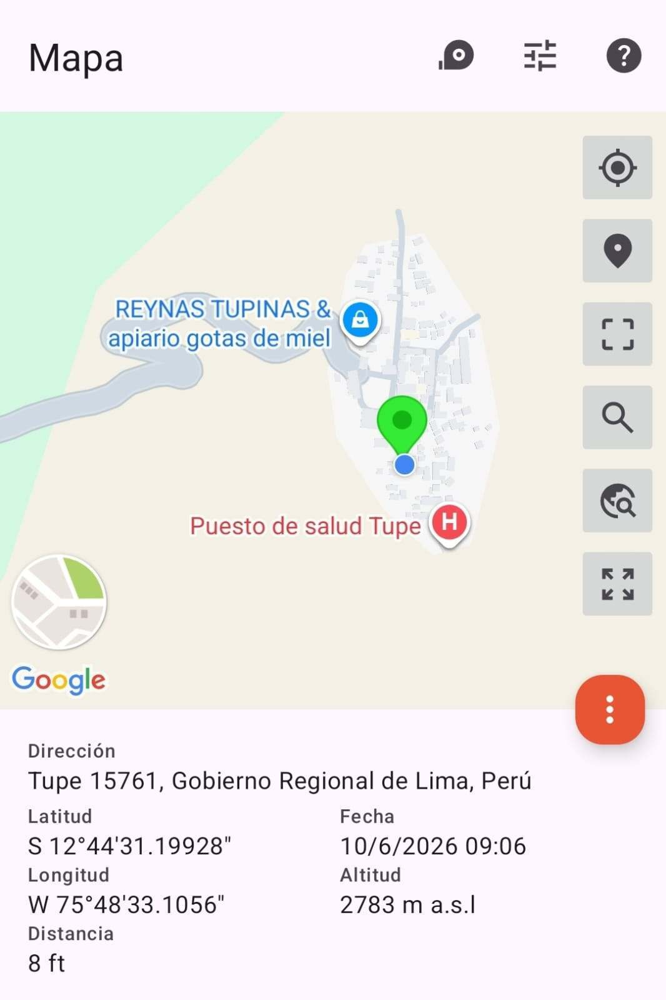 Mapa
REYNAS TUPINAS &
apiario gotas de miel
Puesto de salud Tupe
H
Google
Dirección
Tupe 15761, Gobierno Regional de Lima, Perú
Latitud
S 12°44'31.19928"
Fecha
10/6/2026 09:06
Longitud
W 75°48'33.1056"
Altitud
2783 m a.s.l
Distancia
8 ft